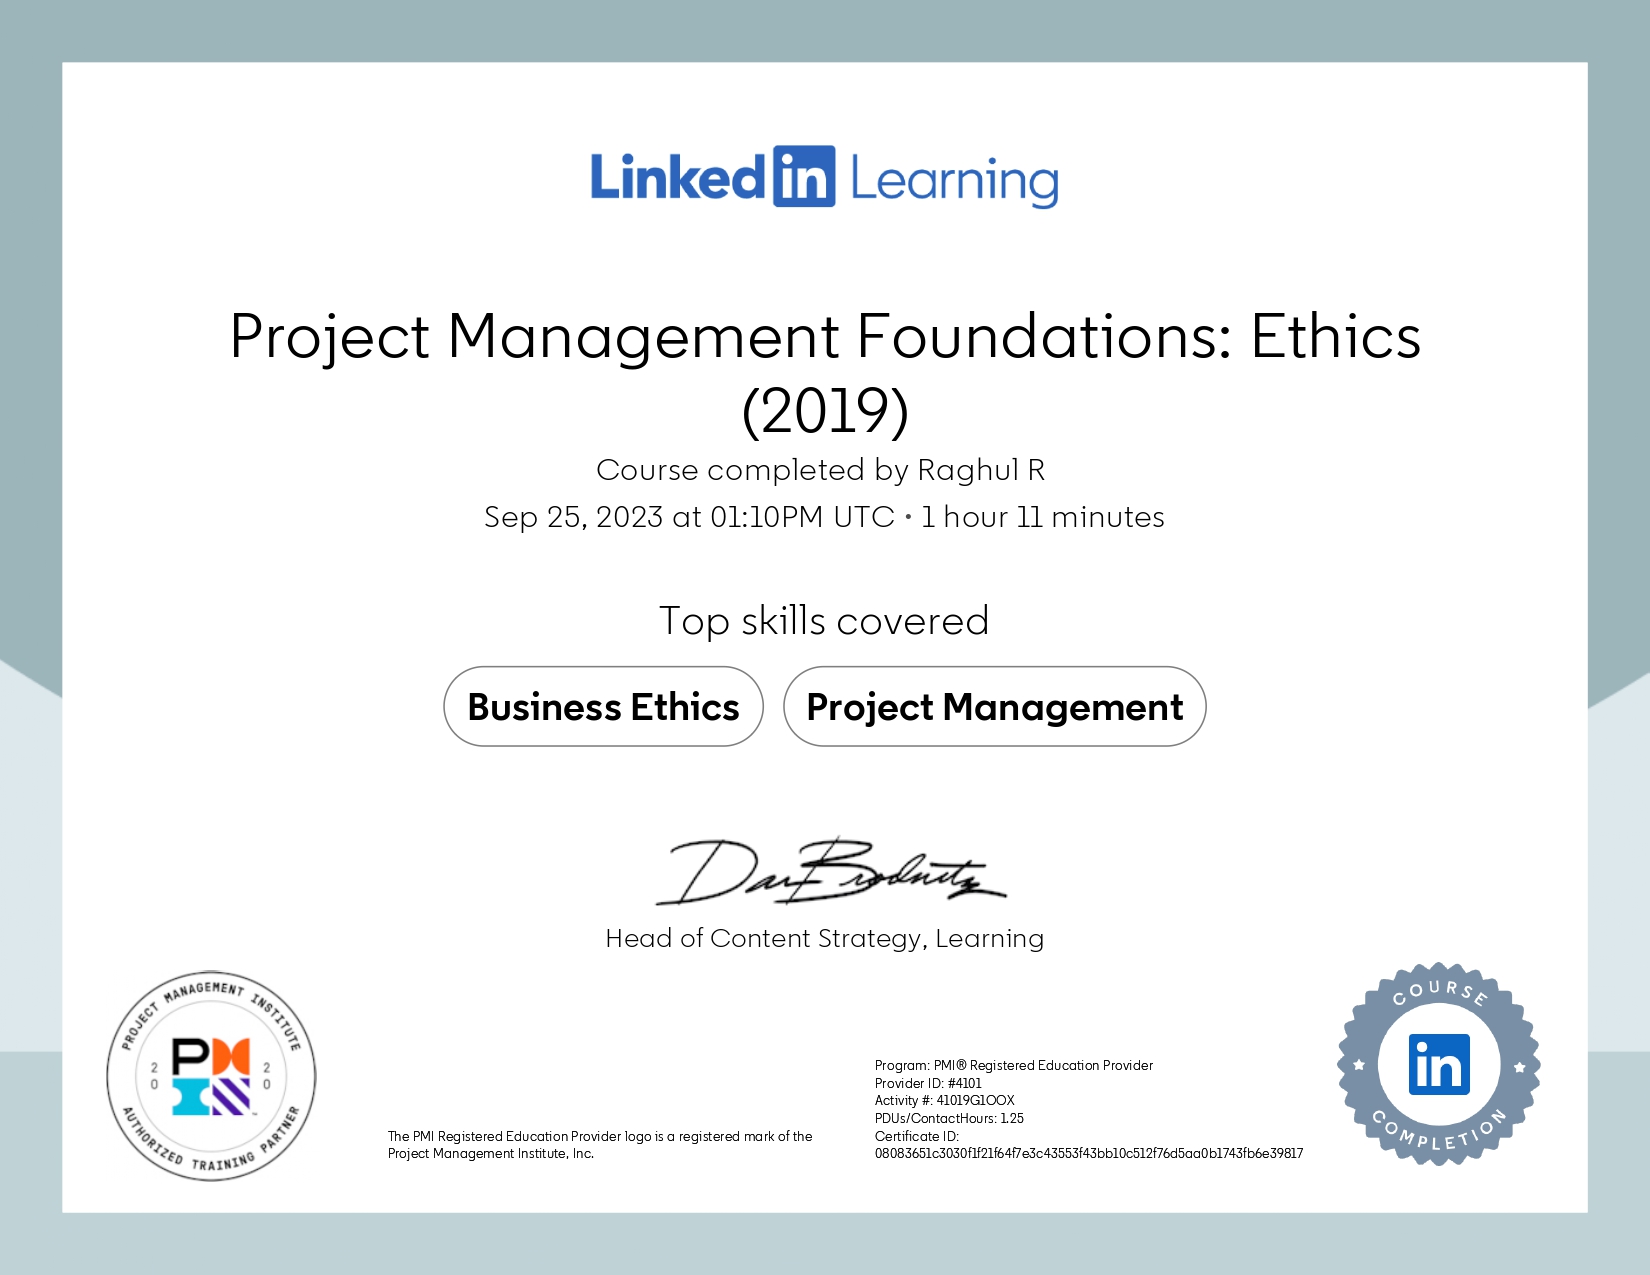 LinkedIn Learning
Project Management Foundations: Ethics
(2019)
Course completed by Raghul R
Sep 25, 2023 at 01:10PM UTC • 1 hour 11 minutes
Top skills covered
Business Ethics
Project Management
Dan Brodnitz
Head of Content Strategy, Learning
PROJECT MANAGEMENT INSTITUTE
2020
PMI
AUTHORIZED TRAINING PARTNER
The PMI Registered Education Provider logo is a registered mark of the
Project Management Institute, Inc.
Program: PMI® Registered Education Provider
Provider ID: #4101
Activity #: 41019G1OOX
PDUs/ContactHours: 1.25
Certificate ID:
08083651c3030f1f21f64f7e3c43553f43bb10c512f76d5aa0b1743fb6e39817
COURSE
in
COMPLETION